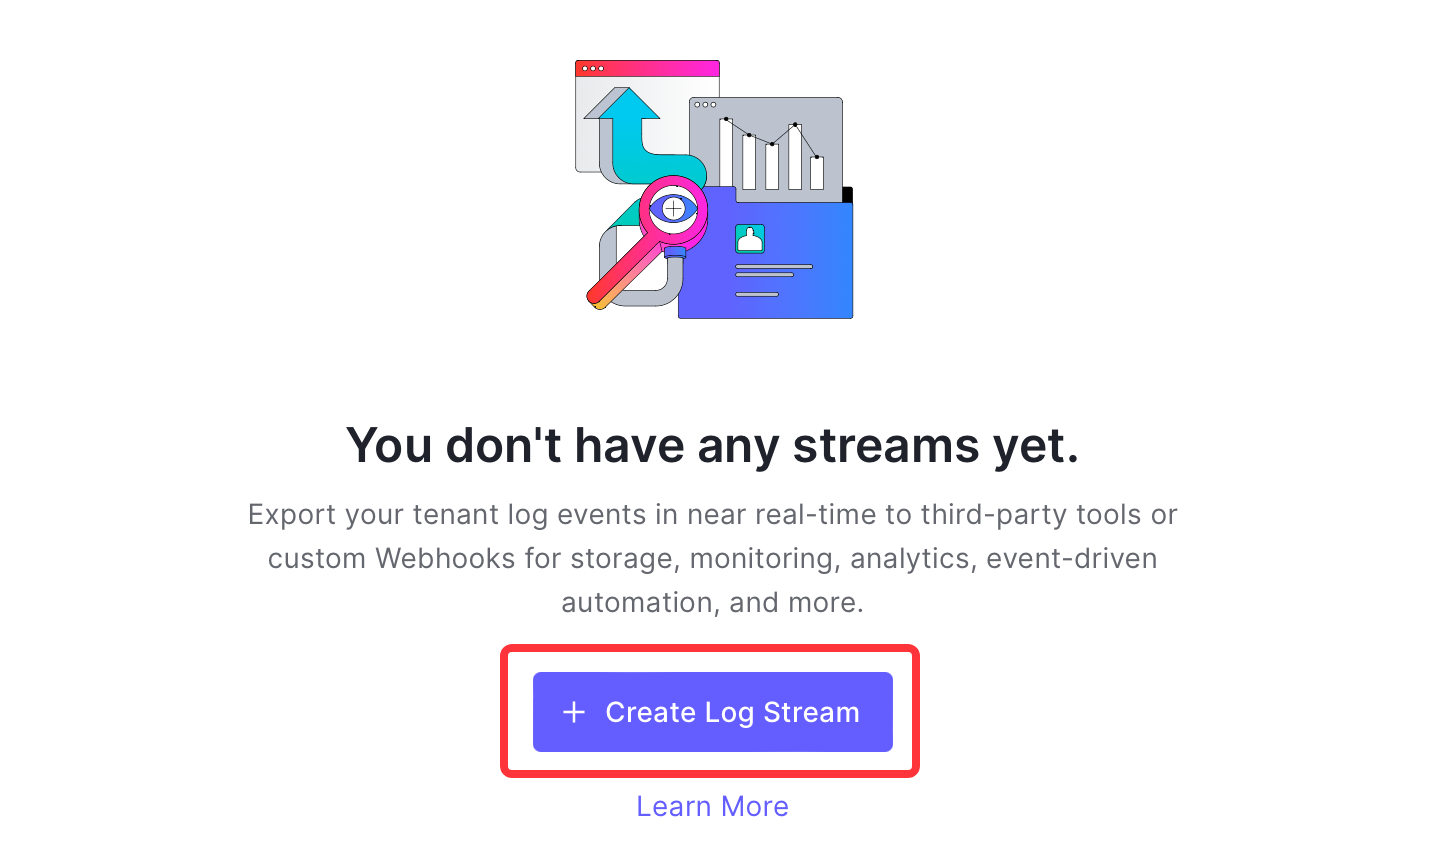 You don't have any streams yet.
Export your tenant log events in near real-time to third-party tools or
custom Webhooks for storage, monitoring, analytics, event-driven
automation, and more.
Create Log Stream
Learn More